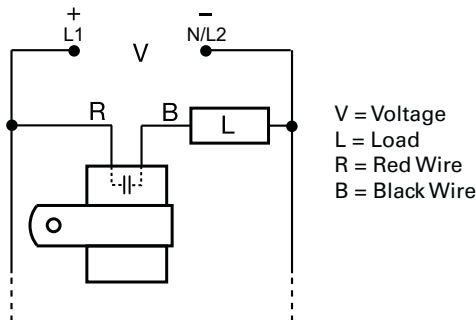 + −
L1 V N/L2
R B L
V = Voltage
L = Load
R = Red Wire
B = Black Wire